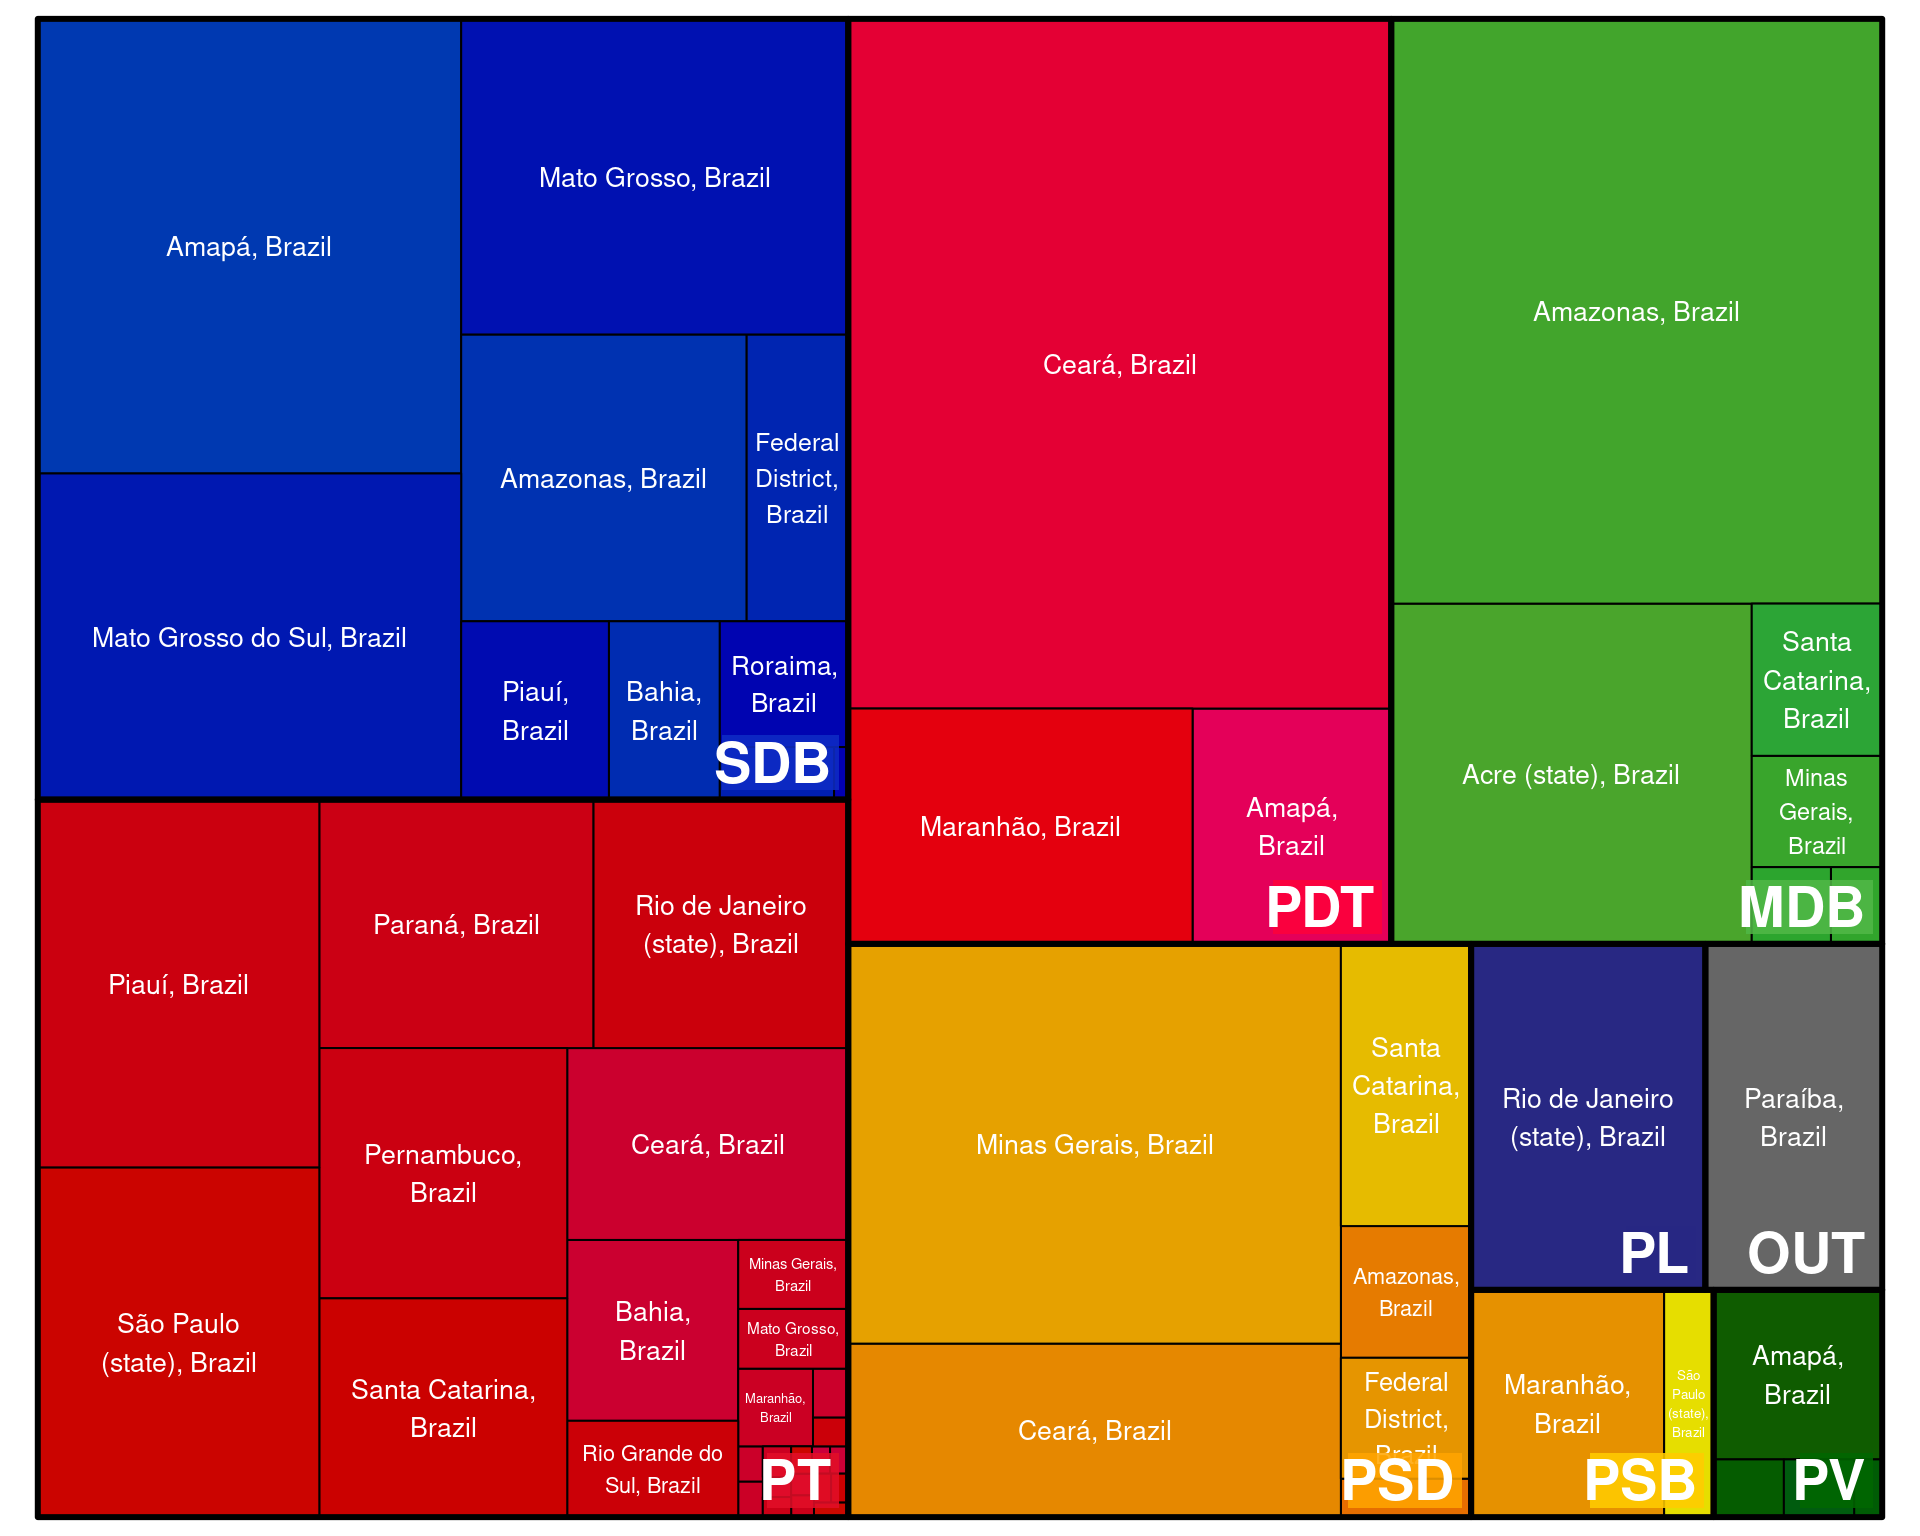 Amapá, Brazil
Mato Grosso, Brazil
Mato Grosso do Sul, Brazil
Amazonas, Brazil
Federal
District,
Brazil
Piauí,
Brazil
Bahia,
Brazil
Roraima,
Brazil
SDB
Ceará, Brazil
Maranhão, Brazil
Amapá,
Brazil
PDT
Amazonas, Brazil
Acre (state), Brazil
Santa
Catarina,
Brazil
Minas
Gerais,
Brazil
MDB
Piauí, Brazil
São Paulo
(state), Brazil
Paraná, Brazil
Rio de Janeiro
(state), Brazil
Pernambuco,
Brazil
Santa Catarina,
Brazil
Ceará, Brazil
Bahia,
Brazil
Rio Grande do
Sul, Brazil
Minas Gerais,
Brazil
Mato Grosso,
Brazil
Maranhão,
Brazil
PT
Minas Gerais, Brazil
Ceará, Brazil
Santa
Catarina,
Brazil
Amazonas,
Brazil
Federal
District,
Brazil
PSD
Rio de Janeiro
(state), Brazil
PL
Paraíba,
Brazil
OUT
Maranhão,
Brazil
São
Paulo
(state),
Brazil
PSB
Amapá,
Brazil
PV